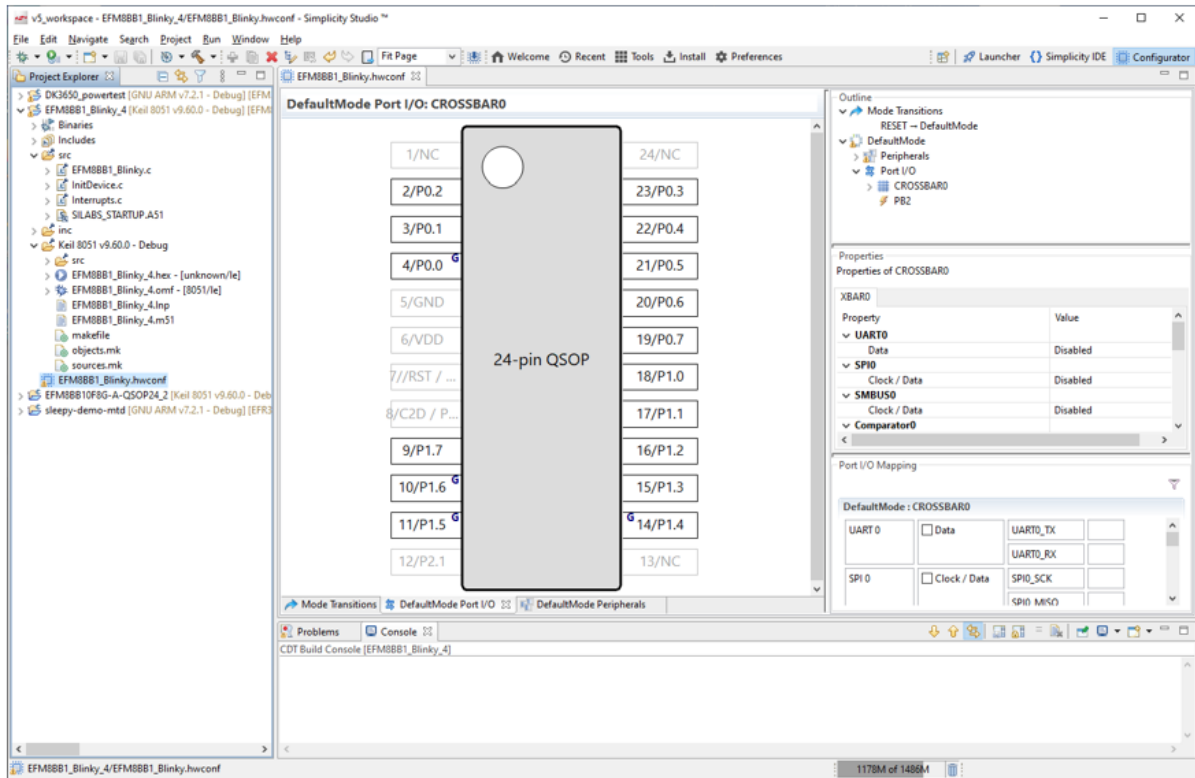 v5_workspace - EFM8BB1_Blinky_4/EFM8BB1_Blinky.hwconf - Simplicity Studio ™
File Edit Navigate Search Project Run Window Help
Fit Page Welcome Recent Tools Install Preferences Launcher Simplicity IDE Configurator
Project Explorer
DK3650_powertest [GNU ARM v7.2.1 - Debug] [EFM
EFM8BB1_Blinky_4 [Keil 8051 v9.60.0 - Debug] [EFM8
Binaries
Includes
src
EFM8BB1_Blinky.c
InitDevice.c
Interrupts.c
SILABS_STARTUP.A51
inc
Keil 8051 v9.60.0 - Debug
src
EFM8BB1_Blinky_4.hex - [unknown/le]
EFM8BB1_Blinky_4.omf - [8051/le]
EFM8BB1_Blinky_4.lnp
EFM8BB1_Blinky_4.m51
makefile
objects.mk
sources.mk
EFM8BB1_Blinky.hwconf
EFM8BB10F8G-A-QSOP24_2 [Keil 8051 v9.60.0 - Deb
sleepy-demo-mtd [GNU ARM v7.2.1 - Debug] [EFR3
EFM8BB1_Blinky.hwconf
DefaultMode Port I/O: CROSSBAR0
1/NC 24/NC
2/P0.2 23/P0.3
3/P0.1 22/P0.4
4/P0.0 G 21/P0.5
5/GND 20/P0.6
6/VDD 19/P0.7
24-pin QSOP
7//RST / ... 18/P1.0
8/C2D / P... 17/P1.1
9/P1.7 16/P1.2
10/P1.6 G 15/P1.3
11/P1.5 G G 14/P1.4
12/P2.1 13/NC
Mode Transitions DefaultMode Port I/O DefaultMode Peripherals
Outline
Mode Transitions
RESET → DefaultMode
DefaultMode
Peripherals
Port I/O
CROSSBAR0
PB2
Properties
Properties of CROSSBAR0
XBAR0
Property Value
UART0
Data Disabled
SPI0
Clock / Data Disabled
SMBUS0
Clock / Data Disabled
Comparator0
Port I/O Mapping
DefaultMode : CROSSBAR0
UART 0 Data UART0_TX
UART0_RX
SPI 0 Clock / Data SPI0_SCK
SPI0_MISO
Problems Console
CDT Build Console [EFM8BB1_Blinky_4]
EFM8BB1_Blinky_4/EFM8BB1_Blinky.hwconf 1178M of 1486M